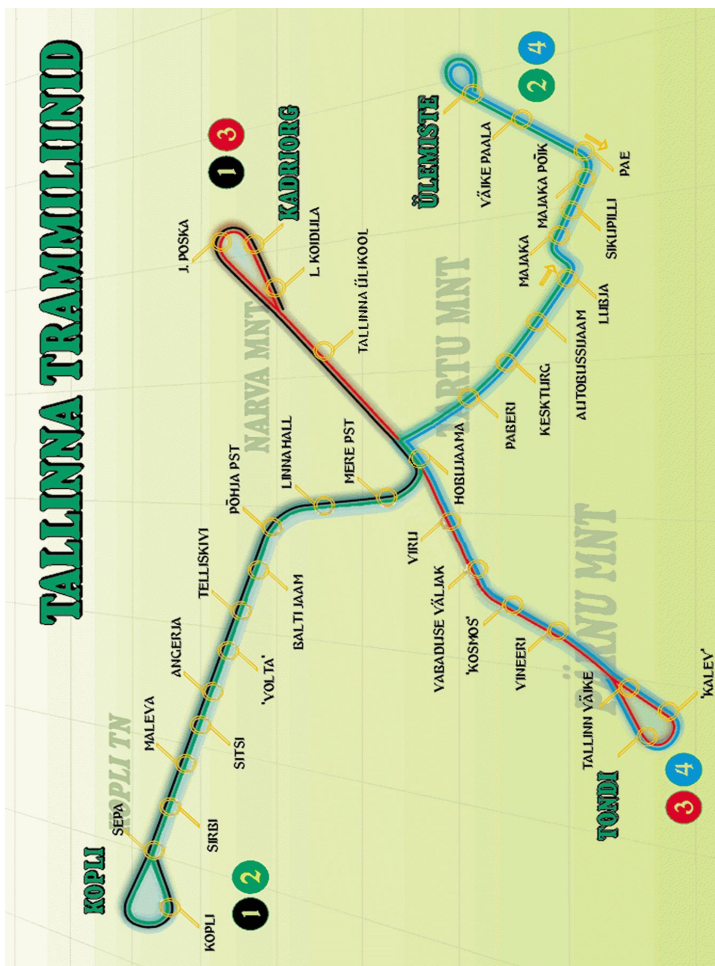 TALLINNA TRAMMILIINID
KOPLI
KOPLI TN
SEPA
MALEVA
ANGERJA
TELLISKIVI
PÕHJA PST
LINNAHALL
MERE PST
KOPLI
SIRBI
SITSI
'VOLTA'
BALTI JAAM
1 2
NARVA MNT
J. POSKA
1 3
KADRIORG
L. KOIDULA
TALLINNA ÜLIKOOL
TARTU MNT
ÜLEMISTE
VÄIKE PAALA
2 4
MAJAKA PÕIK
PAE
MAJAKA
SIKUPILLI
LUBJA
AUTOBUSSIJAAM
KESKTURG
PABERI
HOBUJAAMA
VIRU
VABADUSE VÄLJAK
'KOSMOS'
VINEERI
PÄRNU MNT
TALLINN VÄIKE
'KALEV'
TONDI
3 4